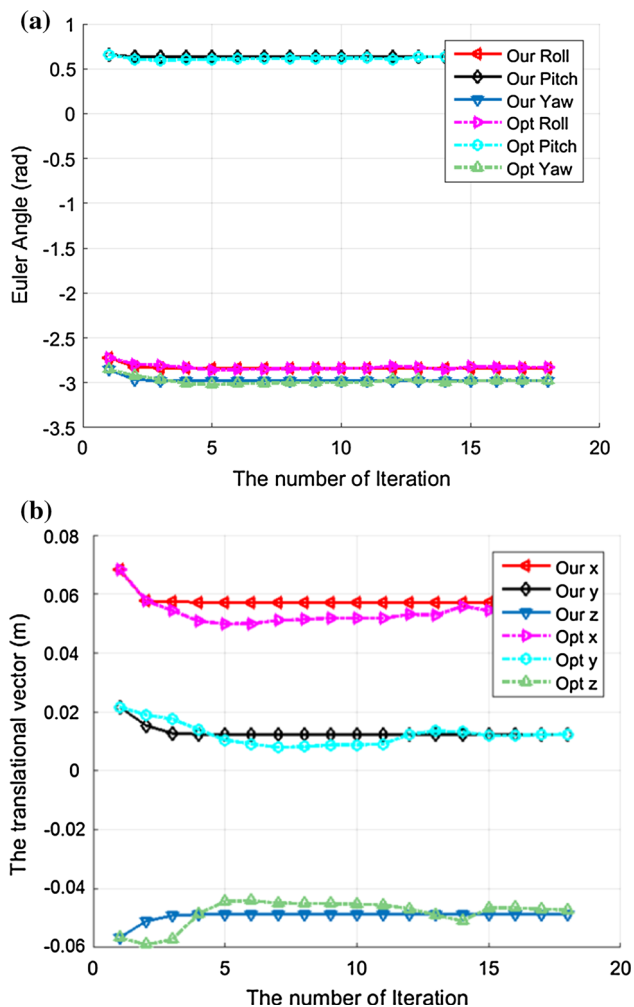 (a)
1
0.5
0
-0.5
-1
-1.5
-2
-2.5
-3
-3.5
Euler Angle (rad)
Our Roll
Our Pitch
Our Yaw
Opt Roll
Opt Pitch
Opt Yaw
0 5 10 15 20
The number of Iteration
(b)
0.08
0.06
0.04
0.02
0
-0.02
-0.04
-0.06
The translational vector (m)
Our x
Our y
Our z
Opt x
Opt y
Opt z
0 5 10 15 20
The number of Iteration